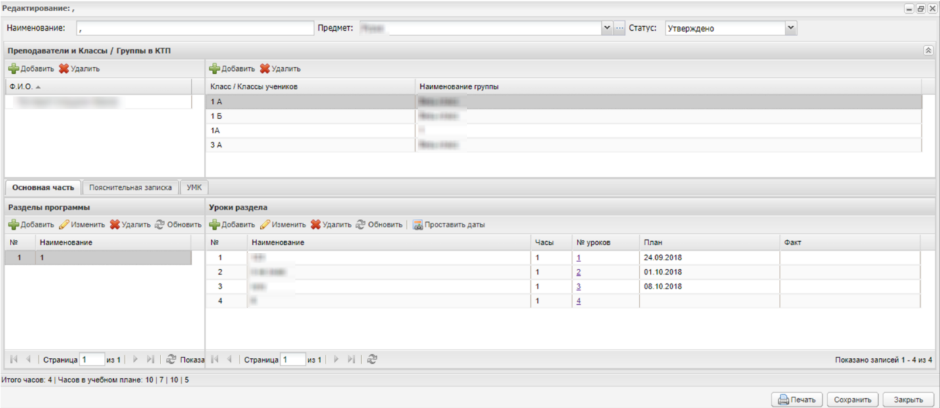 Редактирование: ,
Наименование: , Предмет: Статус: Утверждено
Преподаватели и Классы / Группы в КТП
Добавить Удалить Добавить Удалить
Ф.И.О. Класс / Классы учеников Наименование группы
1 А
1 Б
1А
3 А
Основная часть Пояснительная записка УМК
Разделы программы Уроки раздела
Добавить Изменить Удалить Обновить Добавить Изменить Удалить Обновить Проставить даты
№ Наименование № Наименование Часы № уроков План Факт
1 1 1 1 1 24.09.2018
2 1 2 01.10.2018
3 1 3 08.10.2018
4 1 4
Страница 1 из 1 Показа Страница 1 из 1 Показано записей 1 - 4 из 4
Итого часов: 4 | Часов в учебном плане: 10 | 7 | 10 | 5
Печать Сохранить Закрыть